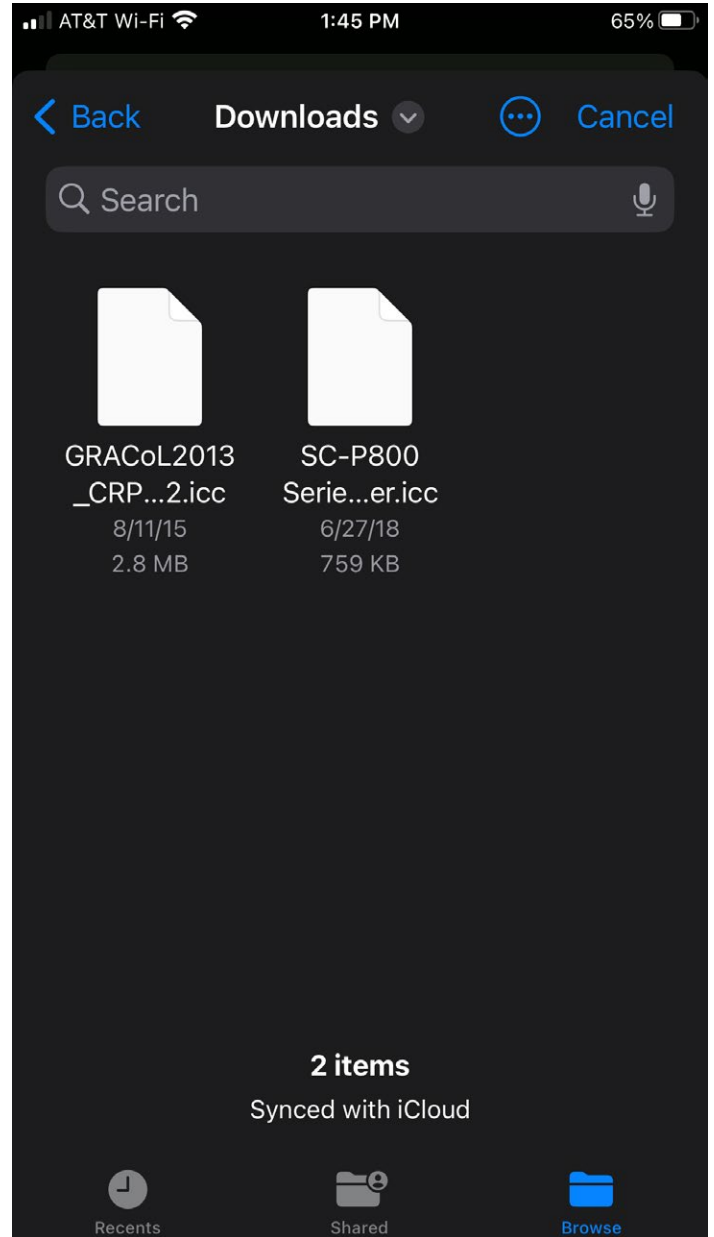 AT&T Wi-Fi 1:45 PM 65%
Back Downloads Cancel
Search
GRACoL2013 SC-P800
_CRP...2.icc Serie...er.icc
8/11/15 6/27/18
2.8 MB 759 KB
2 items
Synced with iCloud
Recents Shared Browse